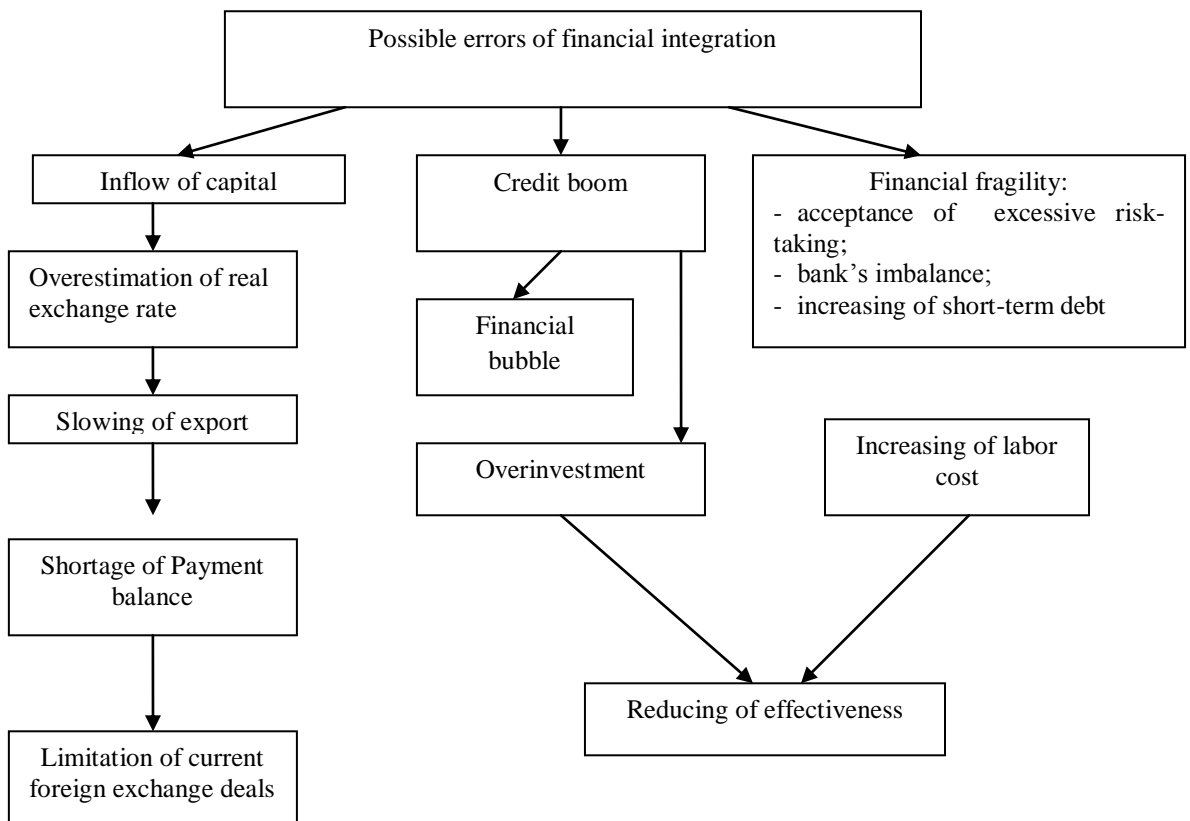 Possible errors of financial integration
Inflow of capital
Credit boom
Financial fragility:
- acceptance of excessive risk-
taking;
- bank's imbalance;
- increasing of short-term debt
Overestimation of real
exchange rate
Financial
bubble
Slowing of export
Overinvestment
Increasing of labor
cost
Shortage of Payment
balance
Reducing of effectiveness
Limitation of current
foreign exchange deals